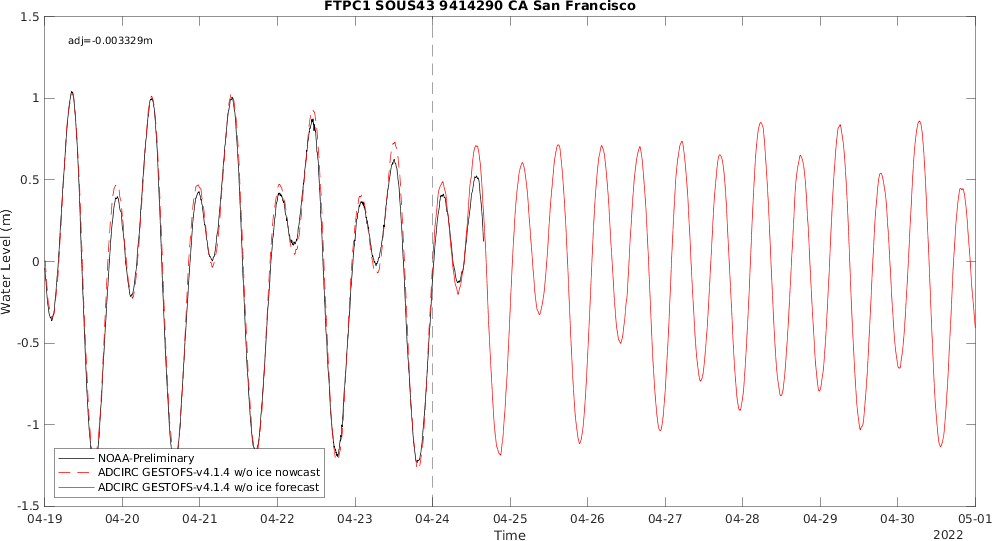 FTPC1 SOUS43 9414290 CA San Francisco
1.5
adj=-0.003329m
1
0.5
0
-0.5
-1
-1.5
Water Level (m)
NOAA-Preliminary
ADCIRC GESTOFS-v4.1.4 w/o ice nowcast
ADCIRC GESTOFS-v4.1.4 w/o ice forecast
04-19 04-20 04-21 04-22 04-23 04-24 04-25 04-26 04-27 04-28 04-29 04-30 05-01
Time
2022